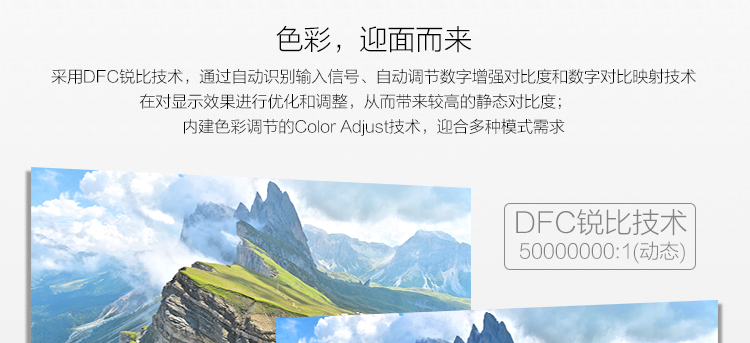 色彩，迎面而来
采用DFC锐比技术，通过自动识别输入信号、自动调节数字增强对比度和数字对比映射技术
在对显示效果进行优化和调整，从而带来较高的静态对比度；
内建色彩调节的Color Adjust技术，迎合多种模式需求
DFC锐比技术
50000000:1(动态)